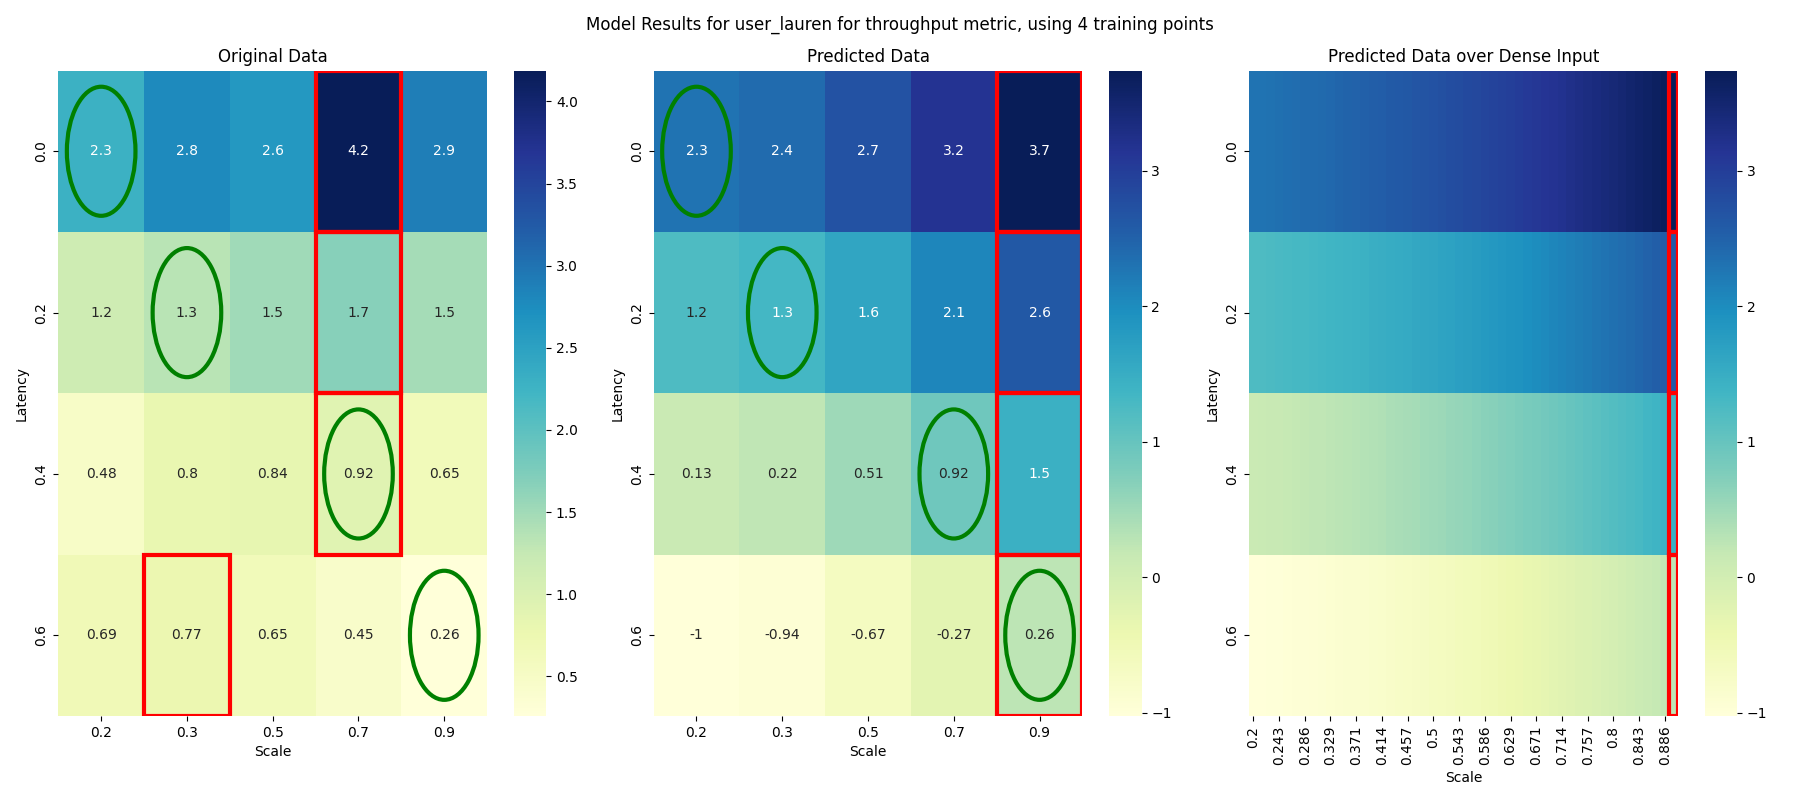 Model Results for user_lauren for throughput metric, using 4 training points
Original Data
2.3 2.8 2.6 4.2 2.9
1.2 1.3 1.5 1.7 1.5
0.48 0.8 0.84 0.92 0.65
0.69 0.77 0.65 0.45 0.26
0.0
0.2
0.4
0.6
Latency
0.2 0.3 0.5 0.7 0.9
Scale
4.0
3.5
3.0
2.5
2.0
1.5
1.0
0.5
Predicted Data
2.3 2.4 2.7 3.2 3.7
1.2 1.3 1.6 2.1 2.6
0.13 0.22 0.51 0.92 1.5
-1 -0.94 -0.67 -0.27 0.26
0.0
0.2
0.4
0.6
Latency
0.2 0.3 0.5 0.7 0.9
Scale
3
2
1
0
−1
Predicted Data over Dense Input
0.0
0.2
0.4
0.6
Latency
0.2 0.243 0.286 0.329 0.371 0.414 0.457 0.5 0.543 0.586 0.629 0.671 0.714 0.757 0.8 0.843 0.886
Scale
3
2
1
0
−1